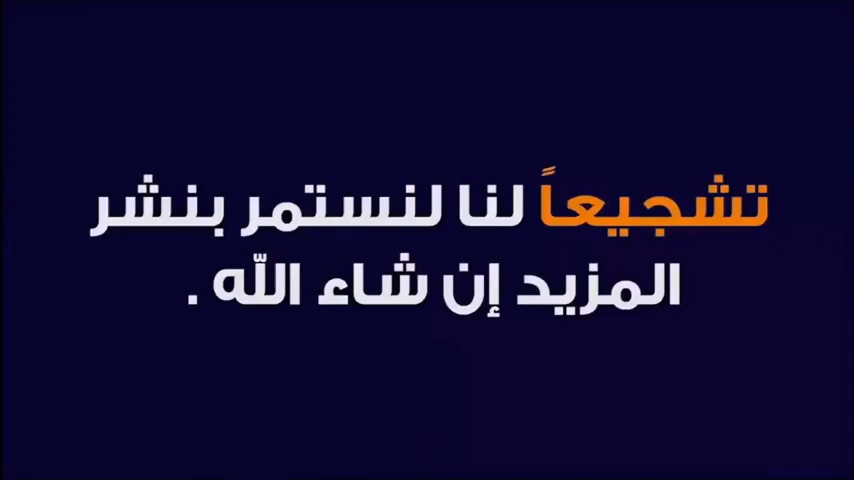 تشجيعاً لنا لنستمر بنشر
المزيد إن شاء الله .